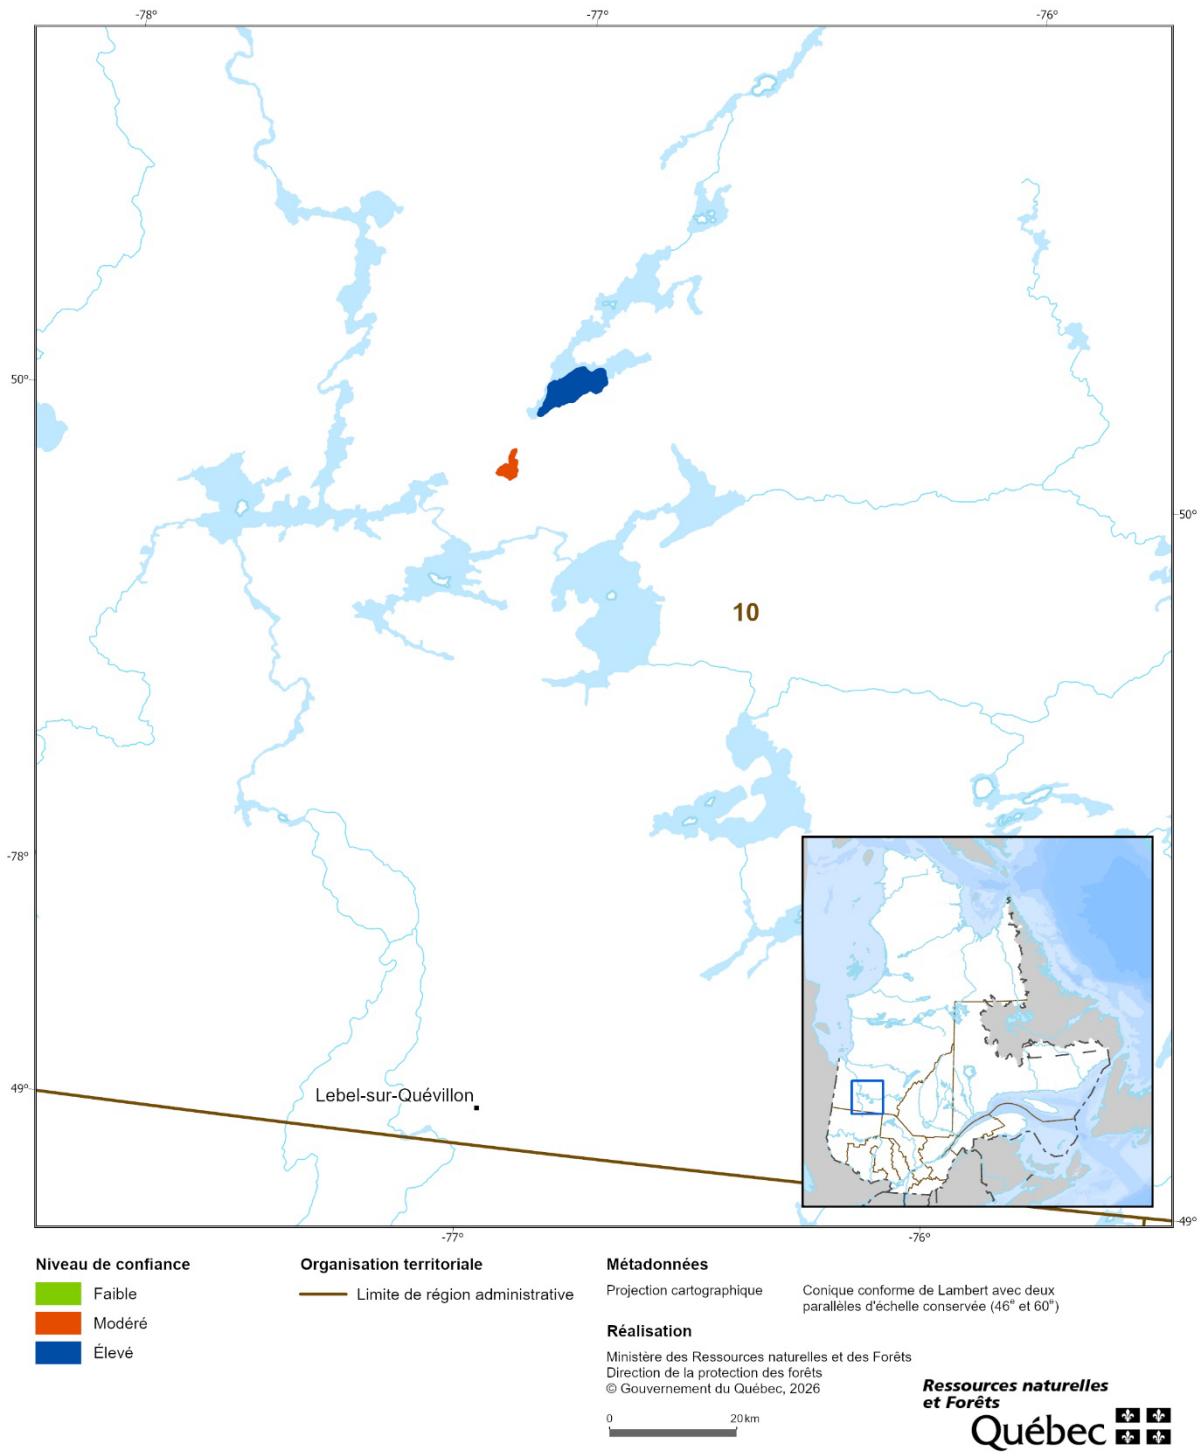 -78°
-77°
-76°
50°
50°
10
-78°
49°
Lebel-sur-Quévillon
49°
-77°
-76°
Niveau de confiance
Faible
Modéré
Élevé
Organisation territoriale
Limite de région administrative
Métadonnées
Projection cartographique
Conique conforme de Lambert avec deux
parallèles d'échelle conservée (46e et 60e)
Réalisation
Ministère des Ressources naturelles et des Forêts
Direction de la protection des forêts
© Gouvernement du Québec, 2026
0 20 km
Ressources naturelles
et Forêts
Québec